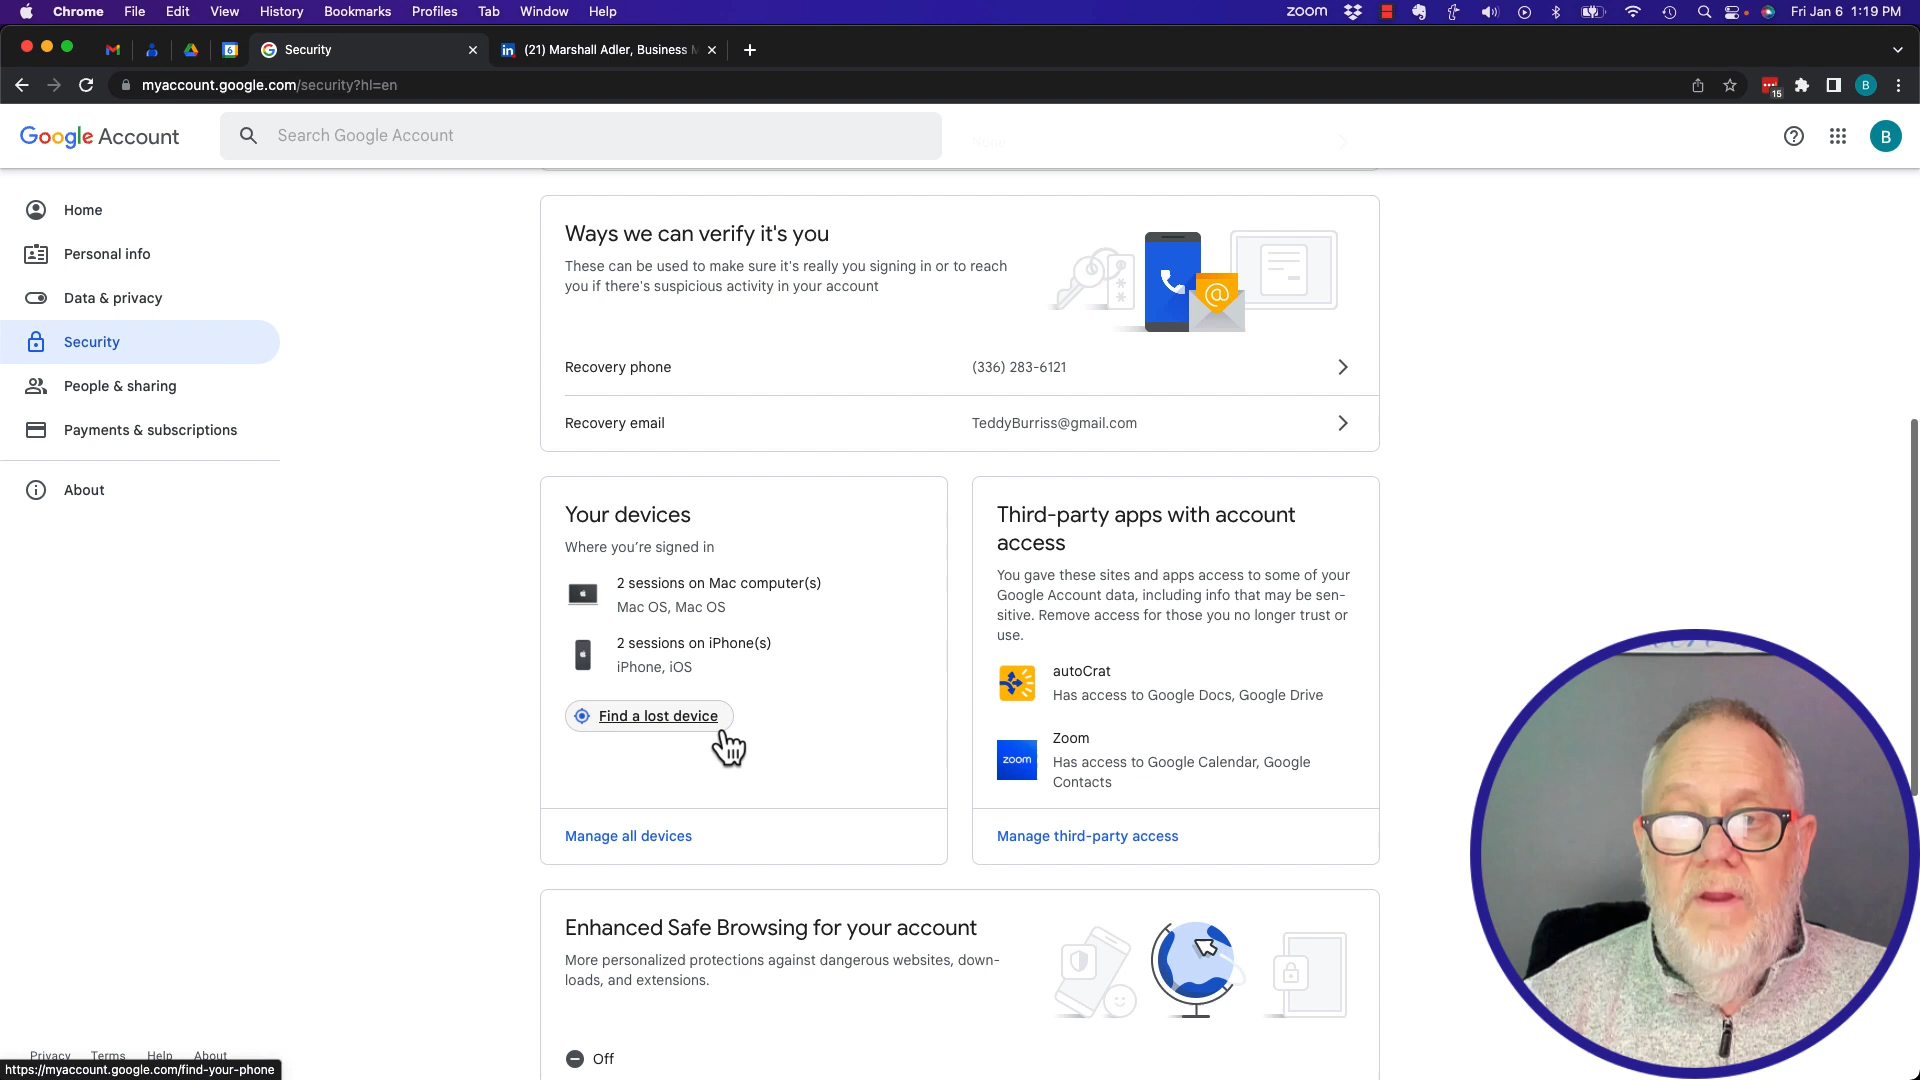 Chrome File Edit View History Bookmarks Profiles Tab Window Help zoom Fri Jan 6 1:19 PM
6 Security (21) Marshall Adler, Business
myaccount.google.com/security?hl=en 15 B
Google Account Search Google Account B
Home
Personal info
Data & privacy
Security
People & sharing
Payments & subscriptions
About
Ways we can verify it's you
These can be used to make sure it's really you signing in or to reach
you if there's suspicious activity in your account
Recovery phone (336) 283-6121
Recovery email TeddyBurriss@gmail.com
Your devices
Where you're signed in
2 sessions on Mac computer(s)
Mac OS, Mac OS
2 sessions on iPhone(s)
iPhone, iOS
Find a lost device
Manage all devices
Third-party apps with account
access
You gave these sites and apps access to some of your
Google Account data, including info that may be sen-
sitive. Remove access for those you no longer trust or
use.
autoCrat
Has access to Google Docs, Google Drive
zoom
Zoom
Has access to Google Calendar, Google
Contacts
Manage third-party access
Enhanced Safe Browsing for your account
More personalized protections against dangerous websites, down-
loads, and extensions.
Off
Privacy Terms Help About
https://myaccount.google.com/find-your-phone